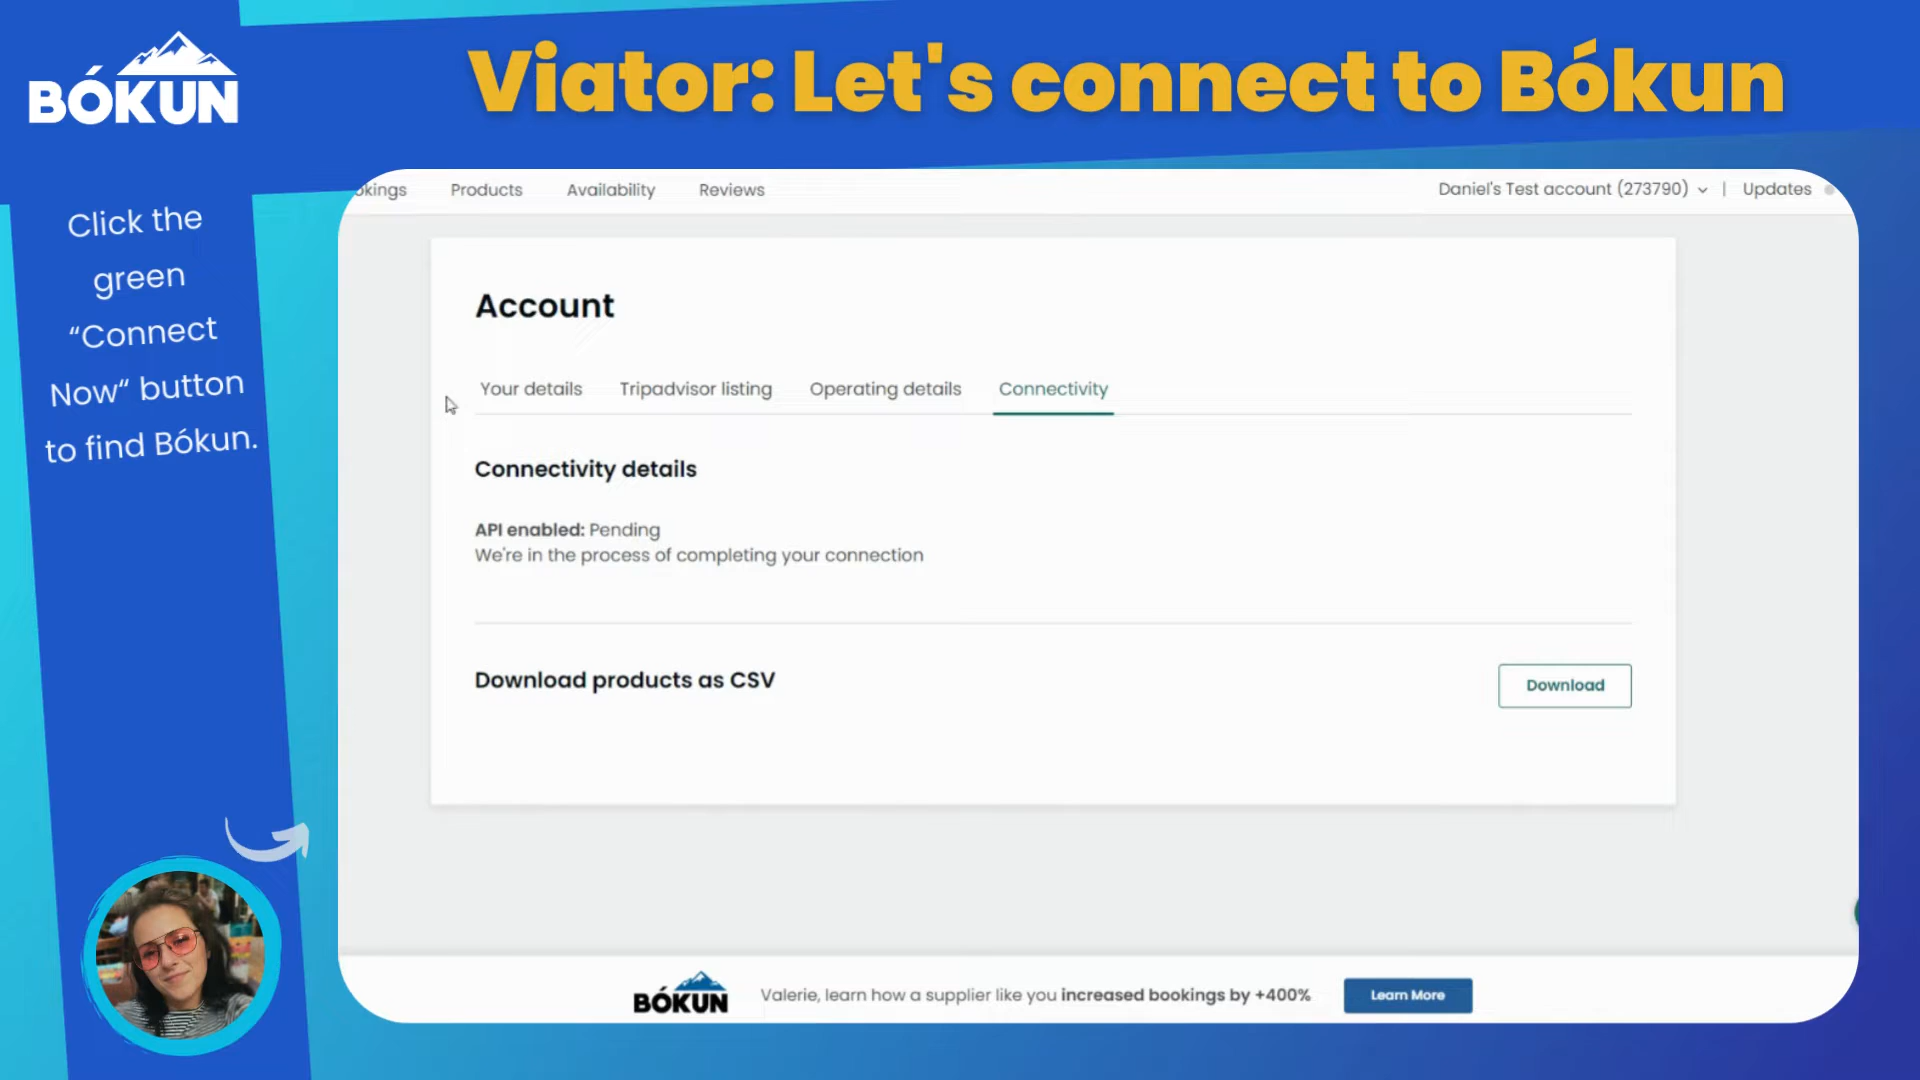 BÓKUN
Viator: Let's connect to Bókun
Click the
green
“Connect
Now“ button
to find Bókun.
okings Products Availability Reviews
Daniel's Test account (273790) | Updates
Account
Your details Tripadvisor listing Operating details Connectivity
Connectivity details
API enabled: Pending
We're in the process of completing your connection
Download products as CSV
Download
BÓKUN
Valerie, learn how a supplier like you increased bookings by +400%
Learn More